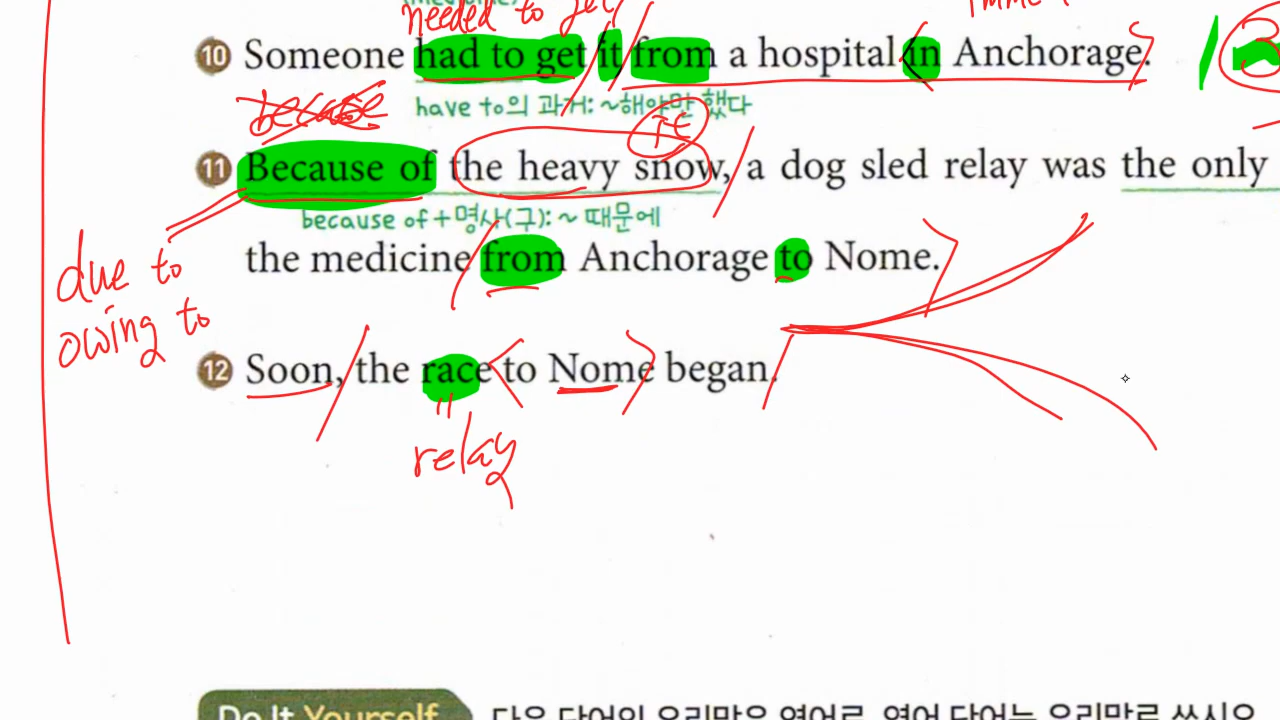 needed to get
10 Someone had to get it from a hospital in Anchorage.
because
have to의 과거: ~해야만 했다
it
11 Because of the heavy snow, a dog sled relay was the only
because of+명사(구): ~ 때문에
due to
owing to
the medicine from Anchorage to Nome.
12 Soon, the race to Nome began.
relay
Do It Yourself 다음 단어의 우리말은 영어로, 영어 단어는 우리말로 쓰시오